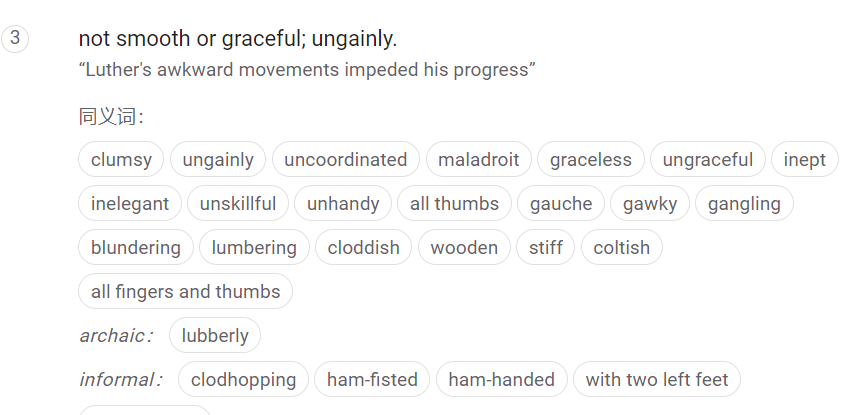 3
not smooth or graceful; ungainly.
“Luther's awkward movements impeded his progress”
同义词：
clumsy ungainly uncoordinated maladroit graceless ungraceful inept
inelegant unskillful unhandy all thumbs gauche gawky gangling
blundering lumbering cloddish wooden stiff coltish
all fingers and thumbs
archaic： lubberly
informal： clodhopping ham-fisted ham-handed with two left feet